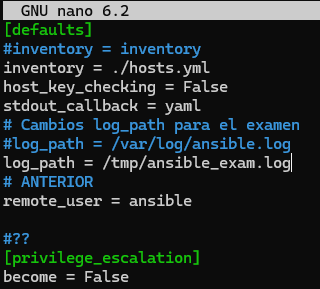 GNU nano 6.2
[defaults]
#inventory = inventory
inventory = ./hosts.yml
host_key_checking = False
stdout_callback = yaml
# Cambios log_path para el examen
#log_path = /var/log/ansible.log
log_path = /tmp/ansible_exam.log
# ANTERIOR
remote_user = ansible
#??
[privilege_escalation]
become = False